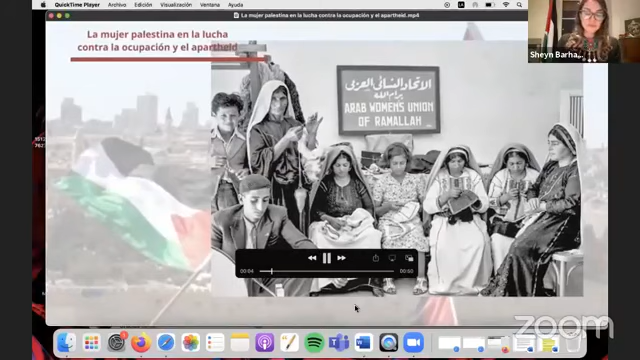 QuickTime Player Archivo Edición Visualización Ventana Ayuda
La mujer palestina en la lucha contra la ocupación y el apartheid.mp4
La mujer palestina en la lucha
contra la ocupación y el apartheid
Sheyn Barha...
الاتحاد النسائي العربي
برام الله
ARAB WOMEN'S UNION
OF RAMALLAH
00:04 00:60
zoom